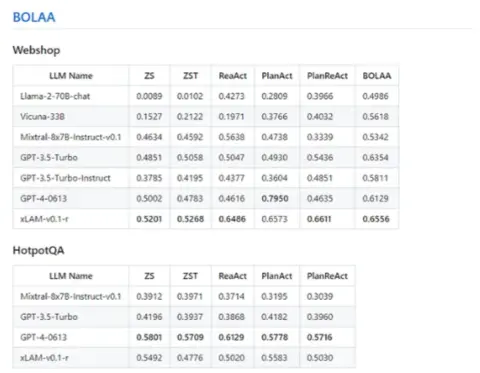 BOLAA
Webshop
LLM Name ZS ZST ReaAct PlanAct PlanReAct BOLAA
Llama-2-70B-chat 0.0089 0.0102 0.4273 0.2809 0.3966 0.4986
Vicuna-33B 0.1527 0.2122 0.1971 0.3766 0.4032 0.5618
Mixtral-8x7B-Instruct-v0.1 0.4634 0.4592 0.5638 0.4738 0.3339 0.5342
GPT-3.5-Turbo 0.4851 0.5058 0.5047 0.4930 0.5436 0.6354
GPT-3.5-Turbo-Instruct 0.3785 0.4195 0.4377 0.3604 0.4851 0.5811
GPT-4-0613 0.5002 0.4783 0.4616 0.7950 0.4635 0.6129
xLAM-v0.1-r 0.5201 0.5268 0.6486 0.6573 0.6611 0.6556
HotpotQA
LLM Name ZS ZST ReaAct PlanAct PlanReAct
Mixtral-8x7B-Instruct-v0.1 0.3912 0.3971 0.3714 0.3195 0.3039
GPT-3.5-Turbo 0.4196 0.3937 0.3868 0.4182 0.3960
GPT-4-0613 0.5801 0.5709 0.6129 0.5778 0.5716
xLAM-v0.1-r 0.5492 0.4776 0.5020 0.5583 0.5030